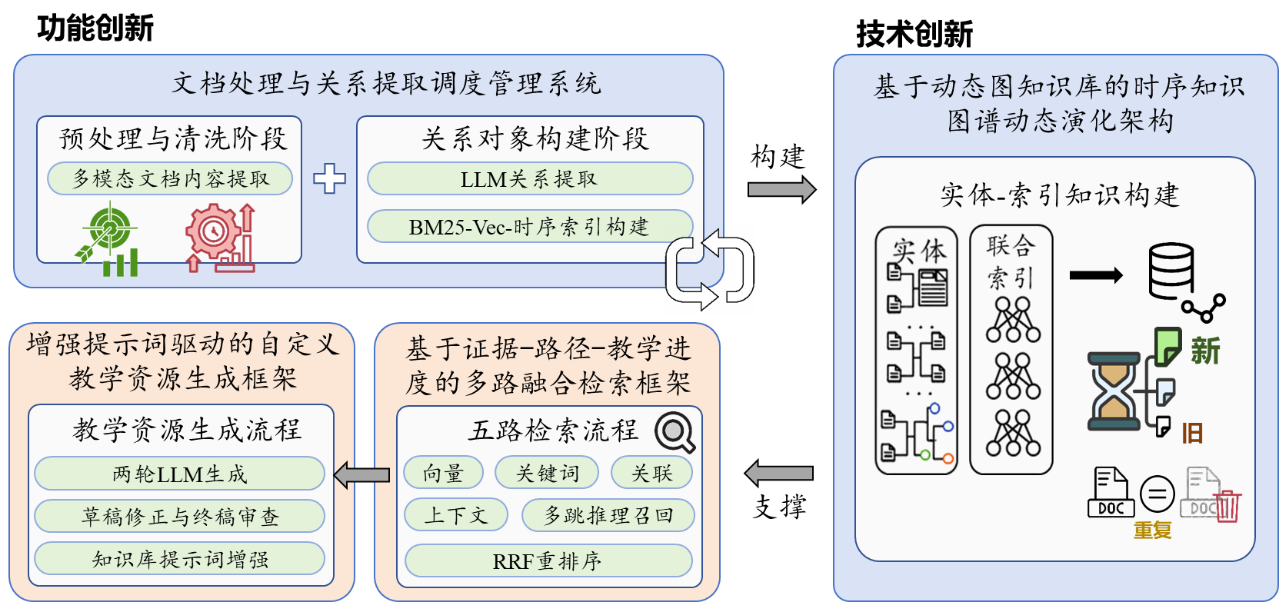 功能创新
文档处理与关系提取调度管理系统
预处理与清洗阶段
多模态文档内容提取
关系对象构建阶段
LLM关系提取
BM25-Vec-时序索引构建
构建
技术创新
基于动态图知识库的时序知识
图谱动态演化架构
实体-索引知识构建
实体
联合
索引
新
旧
DOC
DOC
重复
支撑
基于证据-路径-教学进
度的多路融合检索框架
五路检索流程
向量
关键词
关联
上下文
多跳推理召回
RRF重排序
增强提示词驱动的自定义
教学资源生成框架
教学资源生成流程
两轮LLM生成
草稿修正与终稿审查
知识库提示词增强